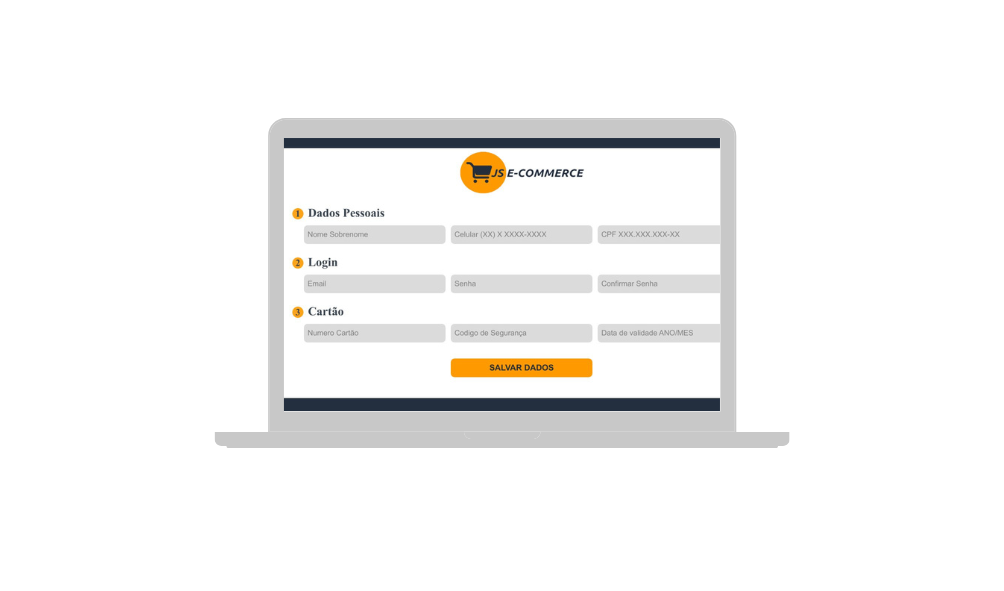 JS E-COMMERCE
1 Dados Pessoais
Nome Sobrenome Celular (XX) X XXXX-XXXX CPF XXX.XXX.XXX-XX
2 Login
Email Senha Confirmar Senha
3 Cartão
Numero Cartão Codigo de Segurança Data de validade ANO/MES
SALVAR DADOS